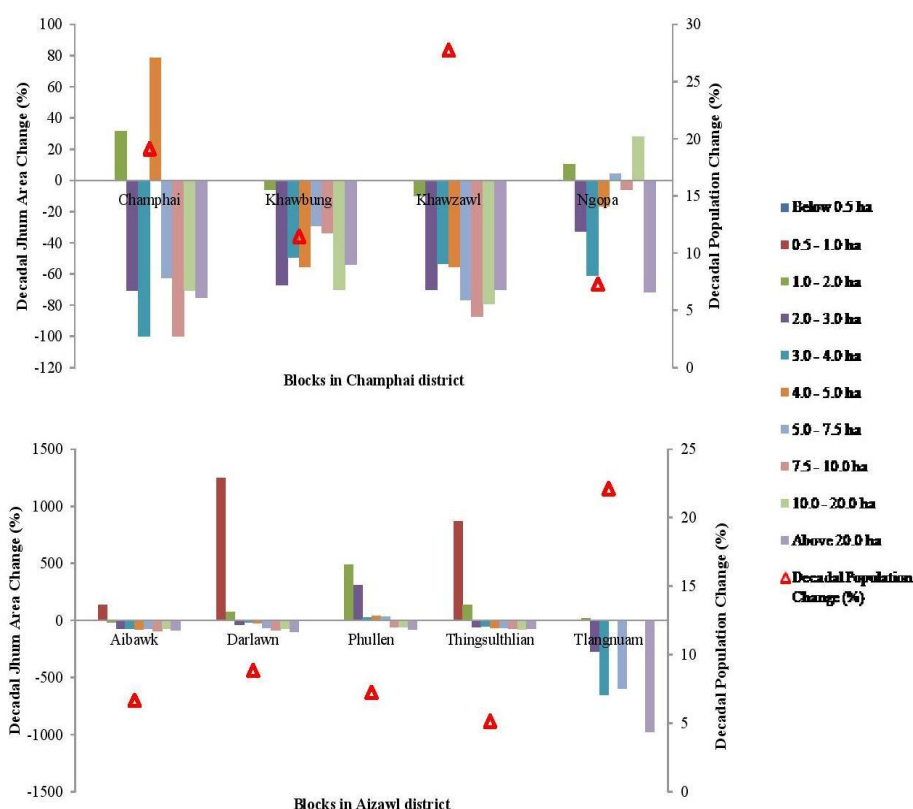 100
80
60
40
20
0
-20
-40
-60
-80
-100
-120
Decadal Jhum Area Change (%)
Champhai
Khawbung
Khawzawl
Ngopa
30
25
20
15
10
5
0
Decadal Population Change (%)
Blocks in Champhai district
1500
1000
500
0
-500
-1000
-1500
Decadal Jhum Area Change (%)
Aibawk
Darlawn
Phullen
Thingsulthlian
Tlangnuam
25
20
15
10
5
0
Decadal Population Change (%)
Blocks in Aizawl district
Below 0.5 ha
0.5 - 1.0 ha
1.0 - 2.0 ha
2.0 - 3.0 ha
3.0 - 4.0 ha
4.0 - 5.0 ha
5.0 - 7.5 ha
7.5 - 10.0 ha
10.0 - 20.0 ha
Above 20.0 ha
Decadal Population
Change (%)